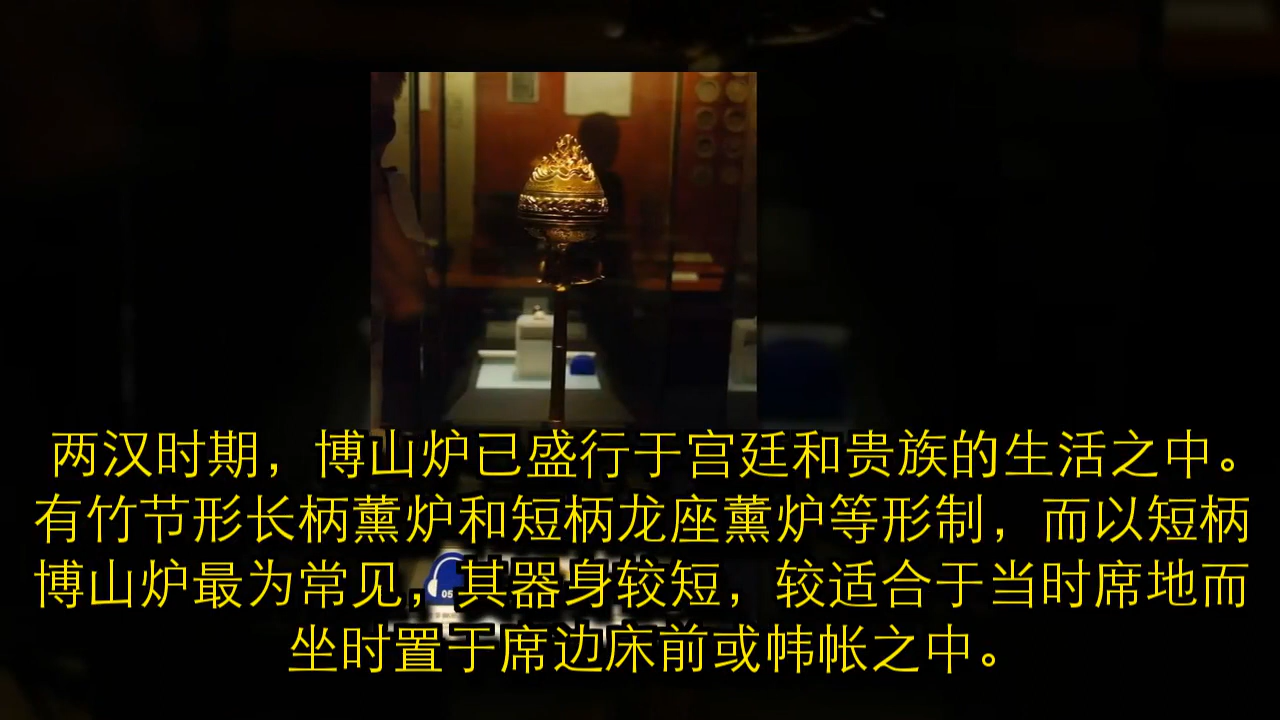 两汉时期，博山炉已盛行于宫廷和贵族的生活之中。
有竹节形长柄薰炉和短柄龙座薰炉等形制，而以短柄
博山炉最为常见，其器身较短，较适合于当时席地而
坐时置于席边床前或帏帐之中。
05